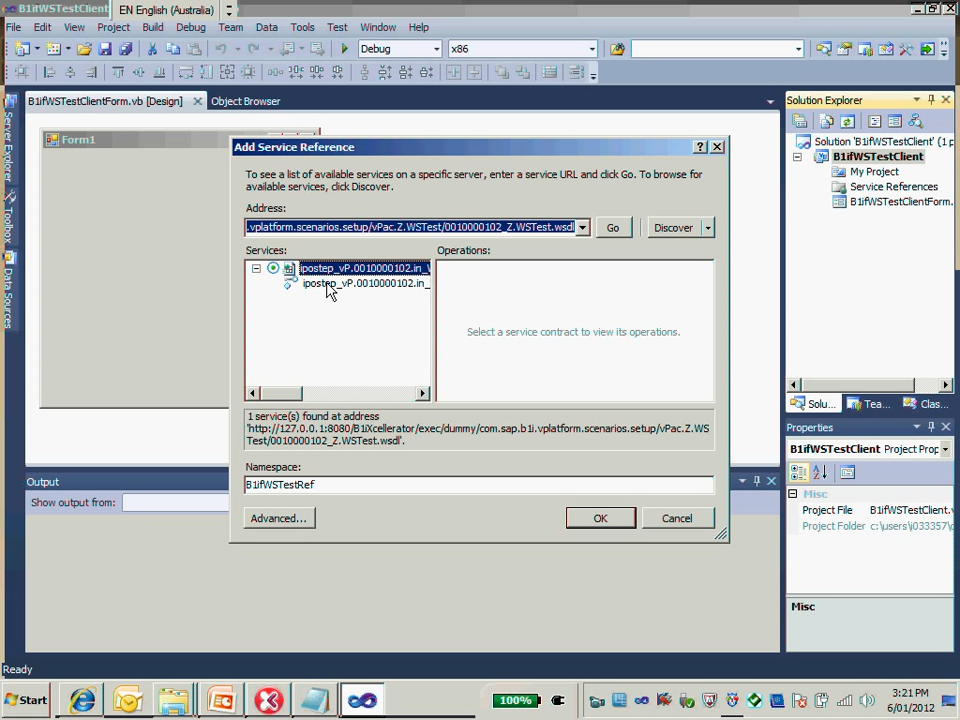 B1ifWSTestClient
EN English (Australia)
File Edit View Project Build Debug Team Data Tools Test Window Help
Debug
x86
B1ifWSTestClientForm.vb [Design]
Object Browser
Server Explorer
Toolbox
Data Sources
Form1
Add Service Reference
To see a list of available services on a specific server, enter a service URL and click Go. To browse for
available services, click Discover.
Address:
.vplatform.scenarios.setup/vPac.Z.WSTest/0010000102_Z.WSTest.wsdl
Go
Discover
Services:
Operations:
ipostep_vP.0010000102.in_W
ipostep_vP.0010000102.in_
Select a service contract to view its operations.
1 service(s) found at address
'http://127.0.0.1:8080/B1iXcellerator/exec/dummy/com.sap.b1i.vplatform.scenarios.setup/vPac.Z.WS
Test/0010000102_Z.WSTest.wsdl'.
Namespace:
B1ifWSTestRef
Advanced...
OK
Cancel
Solution Explorer
Solution 'B1ifWSTestClient' (1 p
B1ifWSTestClient
My Project
Service References
B1ifWSTestClientForm.
Solu...
Tea...
Clas...
Properties
B1ifWSTestClient Project Prop
Misc
Project File B1ifWSTestClient.v
Project Folder c:\users\i033357\
Misc
Output
Show output from:
Ready
Start
100%
3:21 PM
6/01/2012